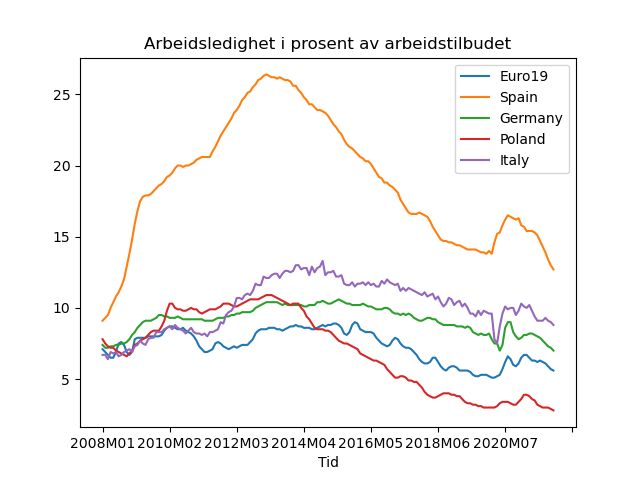 Arbeidsledighet i prosent av arbeidstilbudet
Euro19
Spain
Germany
Poland
Italy
25
20
15
10
5
2008M01 2010M02 2012M03 2014M04 2016M05 2018M06 2020M07
Tid